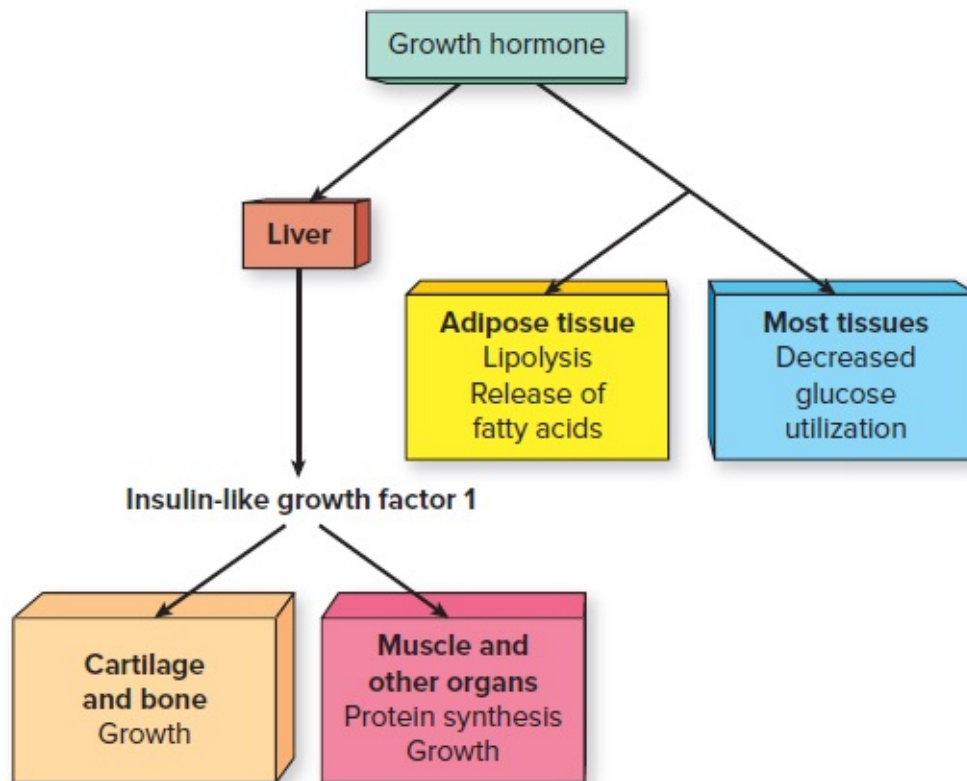 Growth hormone
Liver
Adipose tissue
Lipolysis
Release of
fatty acids
Most tissues
Decreased
glucose
utilization
Insulin-like growth factor 1
Cartilage
and bone
Growth
Muscle and
other organs
Protein synthesis
Growth